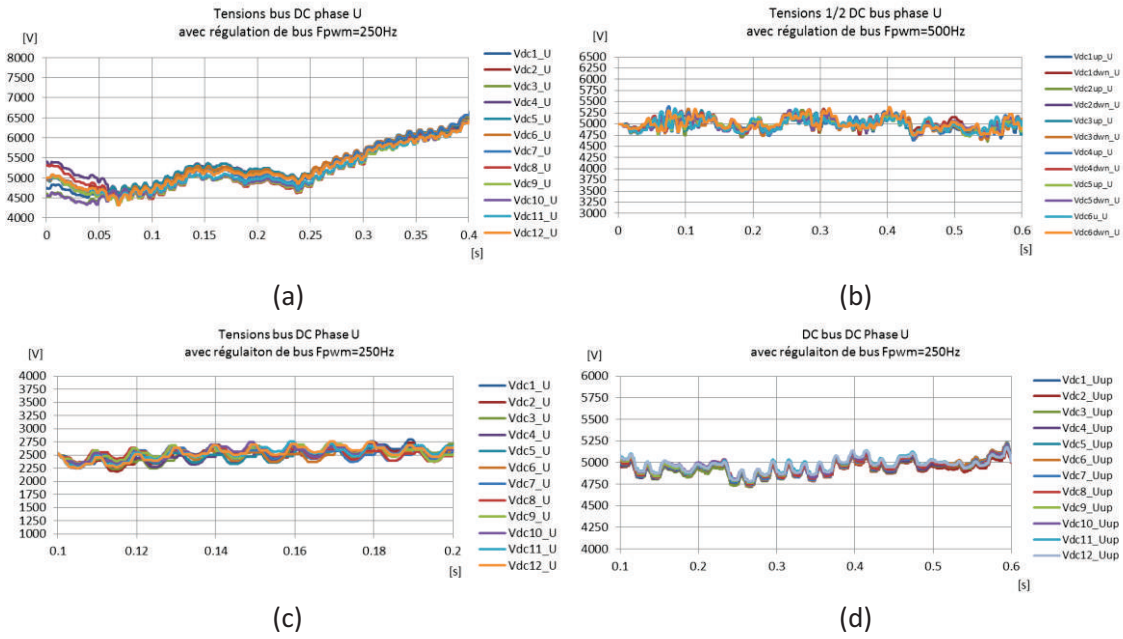 Tensions bus DC phase U
avec régulation de bus Fpwm=250Hz
[V]
8000
7500
7000
6500
6000
5500
5000
4500
4000
0
0.05
0.1
0.15
0.2
0.25
0.3
0.35
0.4
[s]
Vdc1_U
Vdc2_U
Vdc3_U
Vdc4_U
Vdc5_U
Vdc6_U
Vdc7_U
Vdc8_U
Vdc9_U
Vdc10_U
Vdc11_U
Vdc12_U
(a)
Tensions 1/2 DC bus phase U
avec régulation de bus Fpwm=500Hz
[V]
6500
6250
6000
5750
5500
5250
5000
4750
4500
4250
4000
3750
3500
3250
3000
0
0.1
0.2
0.3
0.4
0.5
0.6
[s]
Vdc1up_U
Vdc1dwn_U
Vdc2up_U
Vdc2dwn_U
Vdc3up_U
Vdc3dwn_U
Vdc4up_U
Vdc4dwn_U
Vdc5up_U
Vdc5dwn_U
Vdc6u_U
Vdc6dwn_U
(b)
Tensions bus DC Phase U
avec régulaiton de bus Fpwm=250Hz
[V]
4000
3750
3500
3250
3000
2750
2500
2250
2000
1750
1500
1250
1000
0.1
0.12
0.14
0.16
0.18
0.2
[s]
Vdc1_U
Vdc2_U
Vdc3_U
Vdc4_U
Vdc5_U
Vdc6_U
Vdc7_U
Vdc8_U
Vdc9_U
Vdc10_U
Vdc11_U
Vdc12_U
(c)
DC bus DC Phase U
avec régulaiton de bus Fpwm=250Hz
[V]
6000
5750
5500
5250
5000
4750
4500
4250
4000
0.1
0.2
0.3
0.4
0.5
0.6
[s]
Vdc1_Uup
Vdc2_Uup
Vdc3_Uup
Vdc4_Uup
Vdc5_Uup
Vdc6_Uup
Vdc7_Uup
Vdc8_Uup
Vdc9_Uup
Vdc10_Uup
Vdc11_Uup
Vdc12_Uup
(d)